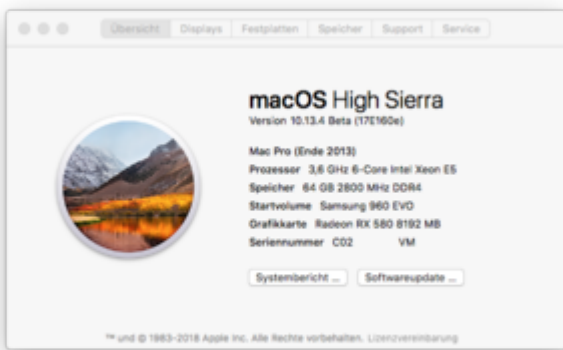 Übersicht Displays Festplatten Speicher Support Service
macOS High Sierra
Version 10.13.4 Beta (17E160e)
Mac Pro (Ende 2013)
Prozessor 3,6 GHz 6-Core Intel Xeon E5
Speicher 64 GB 2800 MHz DDR4
Startvolume Samsung 960 EVO
Grafikkarte Radeon RX 580 8192 MB
Seriennummer C02 VM
Systembericht ... Softwareupdate ...
™ und © 1983-2018 Apple Inc. Alle Rechte vorbehalten. Lizenzvereinbarung